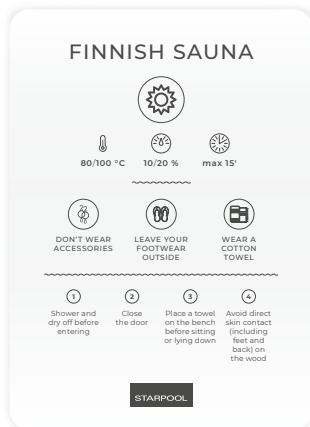 FINNISH SAUNA
80/100 °C
10/20 %
max 15'
DON'T WEAR
ACCESSORIES
LEAVE YOUR
FOOTWEAR
OUTSIDE
WEAR A
COTTON
TOWEL
1
Shower and
dry off before
entering
2
Close
the door
3
Place a towel
on the bench
before sitting
or lying down
4
Avoid direct
skin contact
(including
feet and
back) on
the wood
STARPOOL